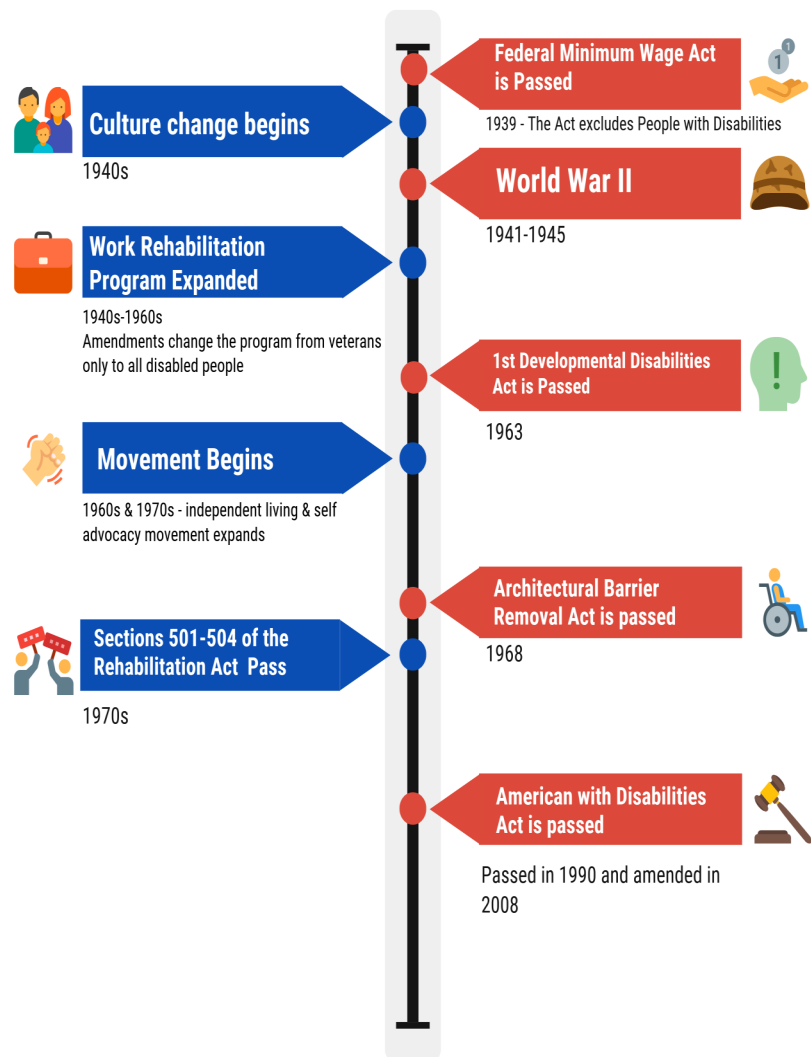 Federal Minimum Wage Act
is Passed
1939 - The Act excludes People with Disabilities
Culture change begins
1940s
World War II
1941-1945
Work Rehabilitation
Program Expanded
1940s-1960s
Amendments change the program from veterans
only to all disabled people
1st Developmental Disabilities
Act is Passed
1963
Movement Begins
1960s & 1970s - independent living & self
advocacy movement expands
Architectural Barrier
Removal Act is passed
1968
Sections 501-504 of the
Rehabilitation Act Pass
1970s
American with Disabilities
Act is passed
Passed in 1990 and amended in
2008